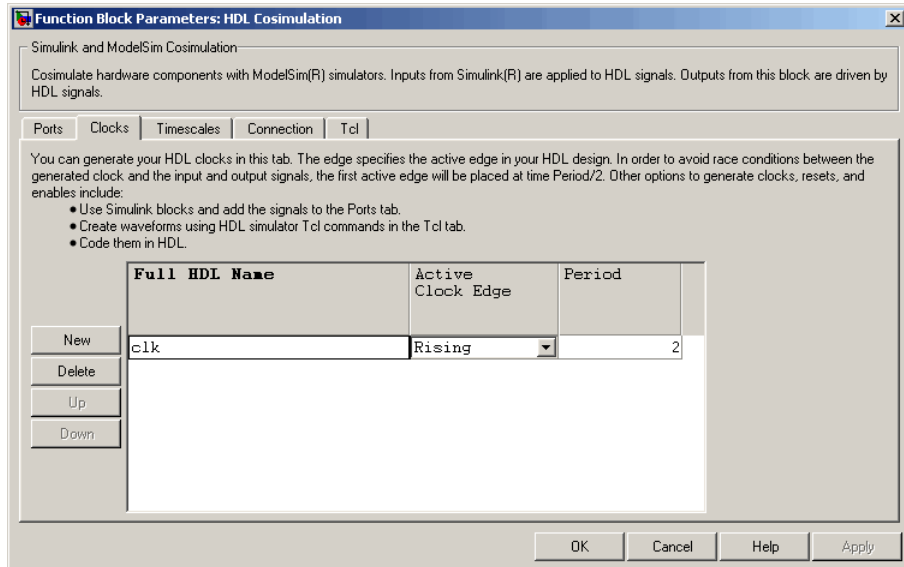 Function Block Parameters: HDL Cosimulation
Simulink and ModelSim Cosimulation
Cosimulate hardware components with ModelSim(R) simulators. Inputs from Simulink(R) are applied to HDL signals. Outputs from this block are driven by
HDL signals.
Ports Clocks Timescales Connection Tcl
You can generate your HDL clocks in this tab. The edge specifies the active edge in your HDL design. In order to avoid race conditions between the
generated clock and the input and output signals, the first active edge will be placed at time Period/2. Other options to generate clocks, resets, and
enables include:
• Use Simulink blocks and add the signals to the Ports tab.
• Create waveforms using HDL simulator Tcl commands in the Tcl tab.
• Code them in HDL.
Full HDL Name Active Period
Clock Edge
New clk Rising 2
Delete
Up
Down
OK Cancel Help Apply